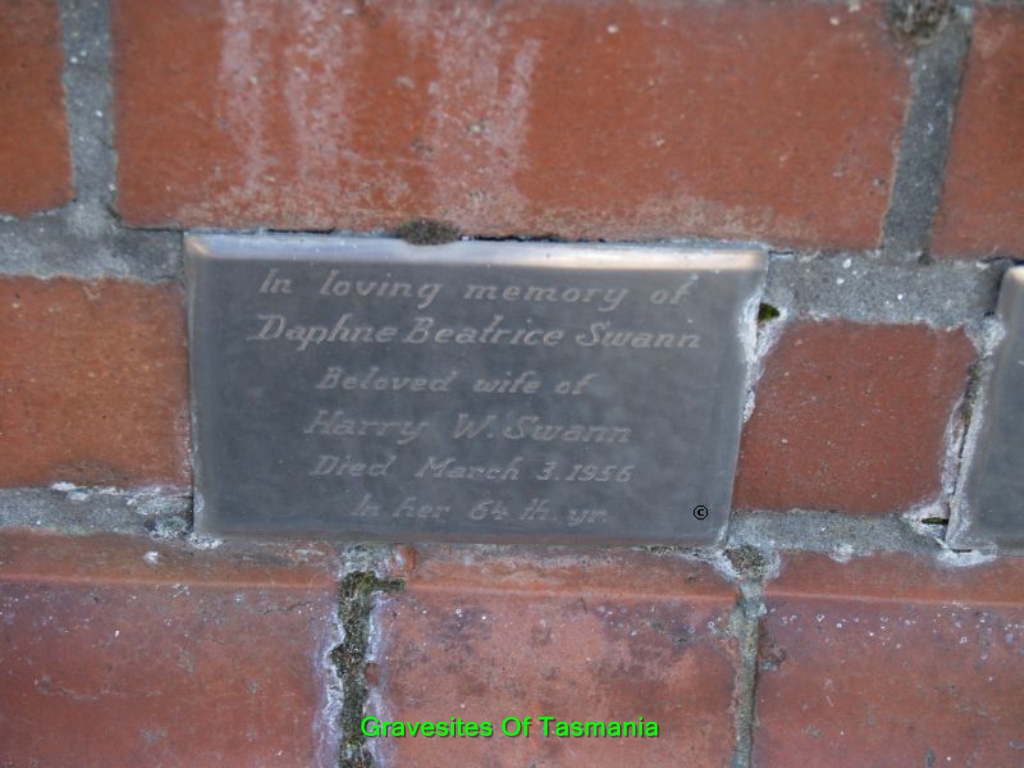 In loving memory of
Daphne Beatrice Swann
Beloved wife of
Harry W. Swann
Died March 3.1956
In her 64 th. yr.
©
Gravesites Of Tasmania